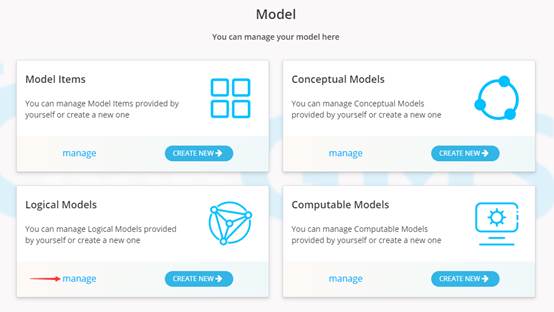 Model
You can manage your model here
Model Items
You can manage Model Items provided by
yourself or create a new one
manage
CREATE NEW
Conceptual Models
You can manage Conceptual Models
provided by yourself or create a new one
manage
CREATE NEW
Logical Models
You can manage Logical Models provided
by yourself or create a new one
manage
CREATE NEW
Computable Models
You can manage Computable Models
provided by yourself or create a new one
manage
CREATE NEW